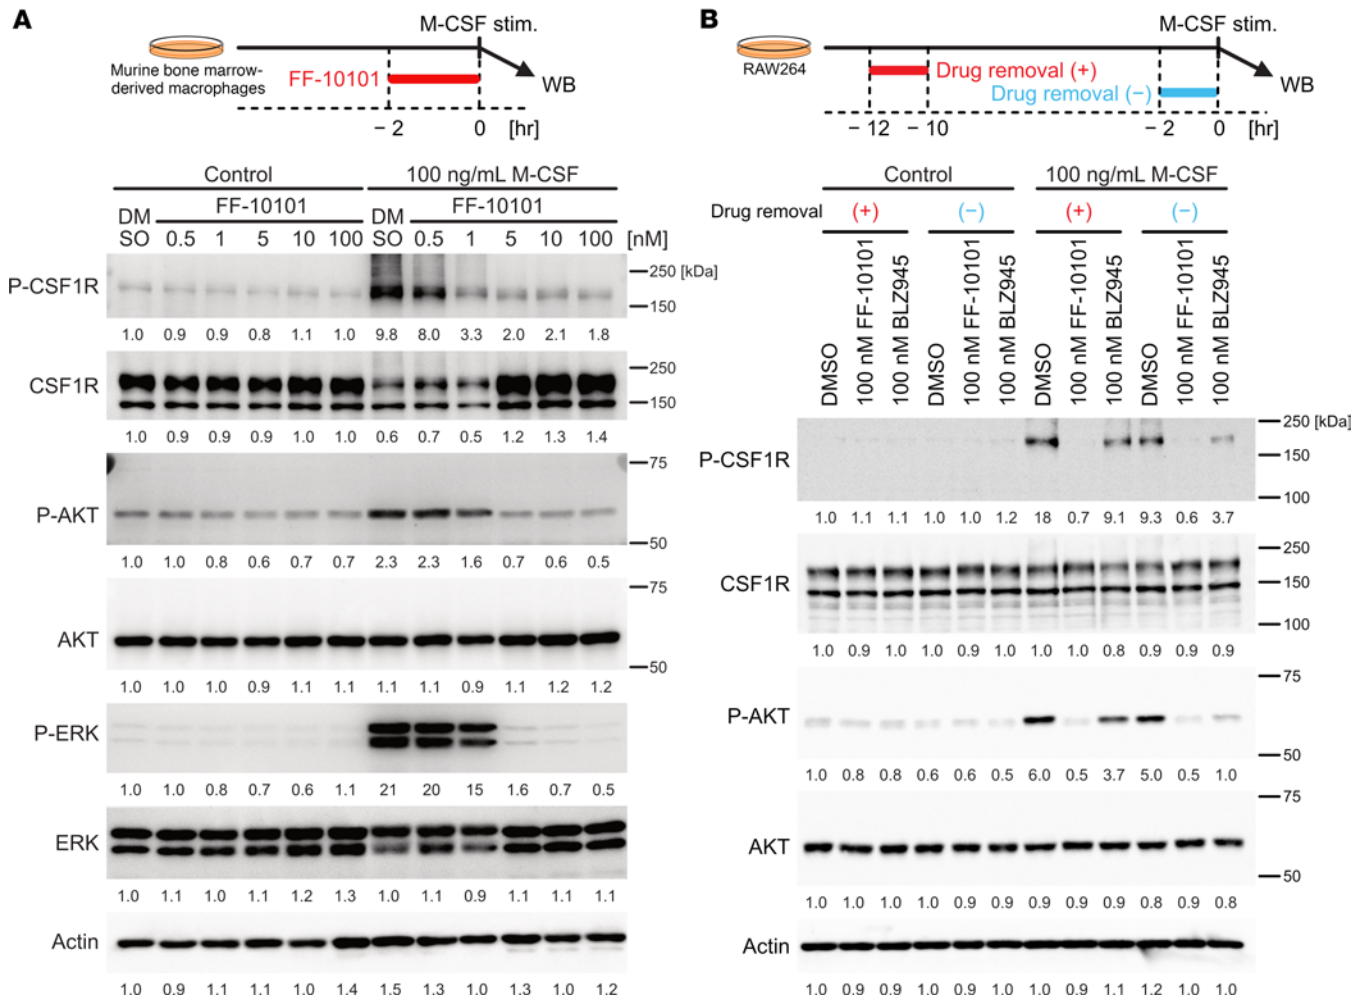 A
M-CSF stim.
Murine bone marrow-
derived macrophages
FF-10101
WB
− 2 0 [hr]
Control 100 ng/mL M-CSF
FF-10101 FF-10101
DM
SO 0.5 1 5 10 100 DM
SO 0.5 1 5 10 100 [nM]
P-CSF1R
250 [kDa]
150
1.0 0.9 0.9 0.8 1.1 1.0 9.8 8.0 3.3 2.0 2.1 1.8
CSF1R
250
150
1.0 0.9 0.9 0.9 1.0 1.0 0.6 0.7 0.5 1.2 1.3 1.4
P-AKT
75
50
1.0 1.0 0.8 0.6 0.7 0.7 2.3 2.3 1.6 0.7 0.6 0.5
AKT
75
50
1.0 1.0 1.0 0.9 1.1 1.1 1.1 1.1 0.9 1.1 1.2 1.2
P-ERK
1.0 1.0 0.8 0.7 0.6 1.1 21 20 15 1.6 0.7 0.5
ERK
1.0 1.1 1.0 1.1 1.2 1.3 1.0 1.1 0.9 1.1 1.1 1.1
Actin
1.0 0.9 1.1 1.1 1.0 1.4 1.5 1.3 1.0 1.3 1.0 1.2
B
M-CSF stim.
RAW264
Drug removal (+)
Drug removal (−)
WB
− 12 − 10 − 2 0 [hr]
Control 100 ng/mL M-CSF
Drug removal (+) (−) (+) (−)
DMSO
100 nM FF-10101
100 nM BLZ945
DMSO
100 nM FF-10101
100 nM BLZ945
DMSO
100 nM FF-10101
100 nM BLZ945
DMSO
100 nM FF-10101
100 nM BLZ945
P-CSF1R
250 [kDa]
150
100
1.0 1.1 1.1 1.0 1.0 1.2 18 0.7 9.1 9.3 0.6 3.7
CSF1R
250
150
100
1.0 0.9 1.0 1.0 0.9 1.0 1.0 1.0 0.8 0.9 0.9 0.9
P-AKT
75
50
1.0 0.8 0.8 0.6 0.6 0.5 6.0 0.5 3.7 5.0 0.5 1.0
AKT
75
50
1.0 1.0 1.0 1.0 0.9 0.9 0.9 0.9 0.9 0.8 0.9 0.8
Actin
1.0 0.9 0.9 1.0 1.0 1.0 1.0 0.9 1.1 1.2 1.0 1.0